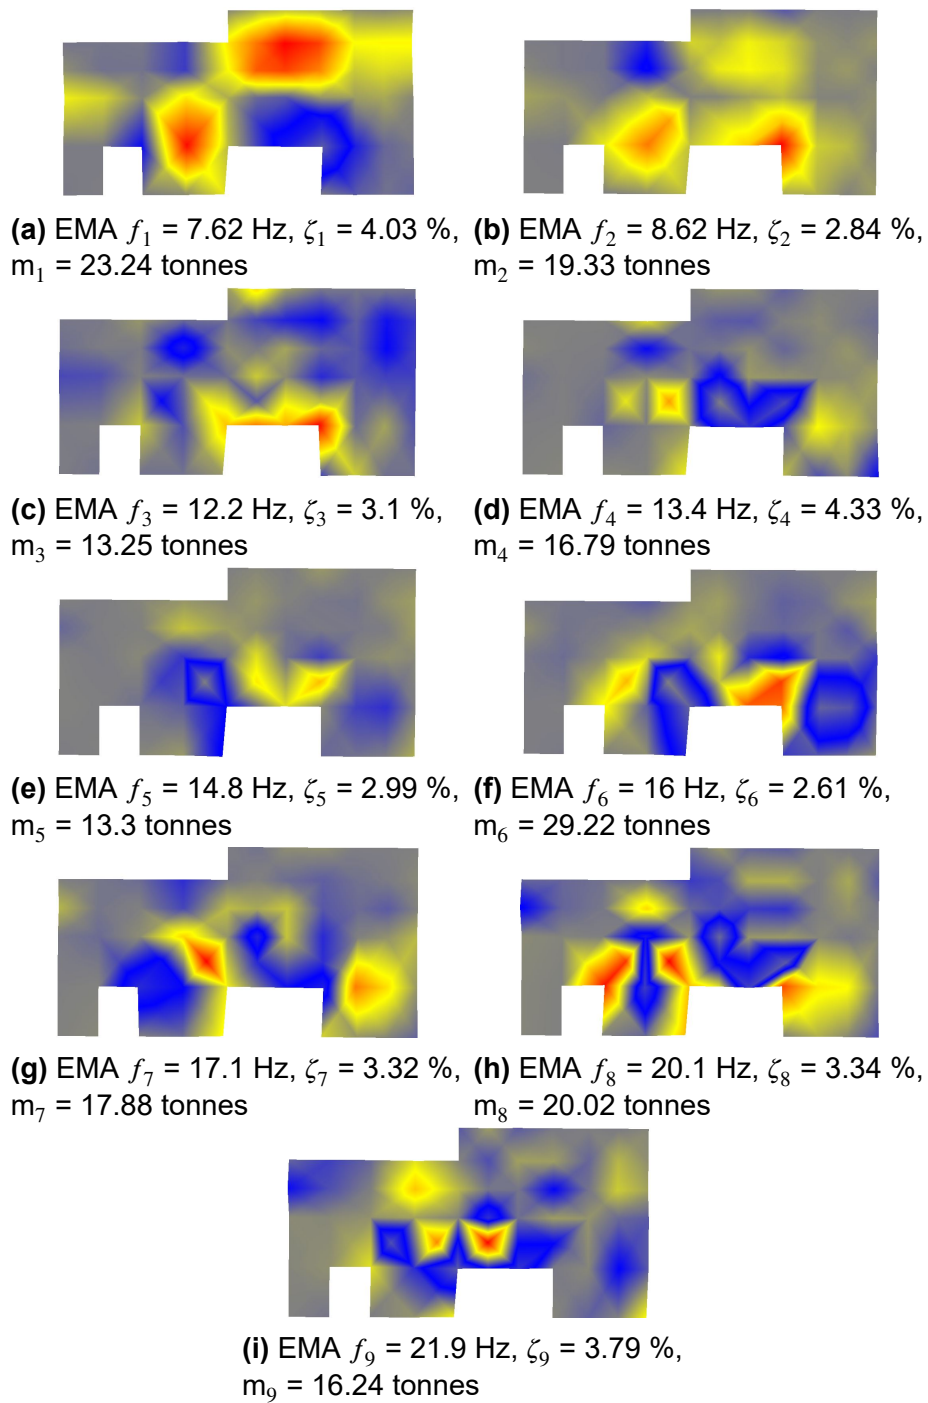 (a) EMA f₁ = 7.62 Hz, ζ₁ = 4.03 %,
m₁ = 23.24 tonnes
(b) EMA f₂ = 8.62 Hz, ζ₂ = 2.84 %,
m₂ = 19.33 tonnes
(c) EMA f₃ = 12.2 Hz, ζ₃ = 3.1 %,
m₃ = 13.25 tonnes
(d) EMA f₄ = 13.4 Hz, ζ₄ = 4.33 %,
m₄ = 16.79 tonnes
(e) EMA f₅ = 14.8 Hz, ζ₅ = 2.99 %,
m₅ = 13.3 tonnes
(f) EMA f₆ = 16 Hz, ζ₆ = 2.61 %,
m₆ = 29.22 tonnes
(g) EMA f₇ = 17.1 Hz, ζ₇ = 3.32 %,
m₇ = 17.88 tonnes
(h) EMA f₈ = 20.1 Hz, ζ₈ = 3.34 %,
m₈ = 20.02 tonnes
(i) EMA f₉ = 21.9 Hz, ζ₉ = 3.79 %,
m₉ = 16.24 tonnes